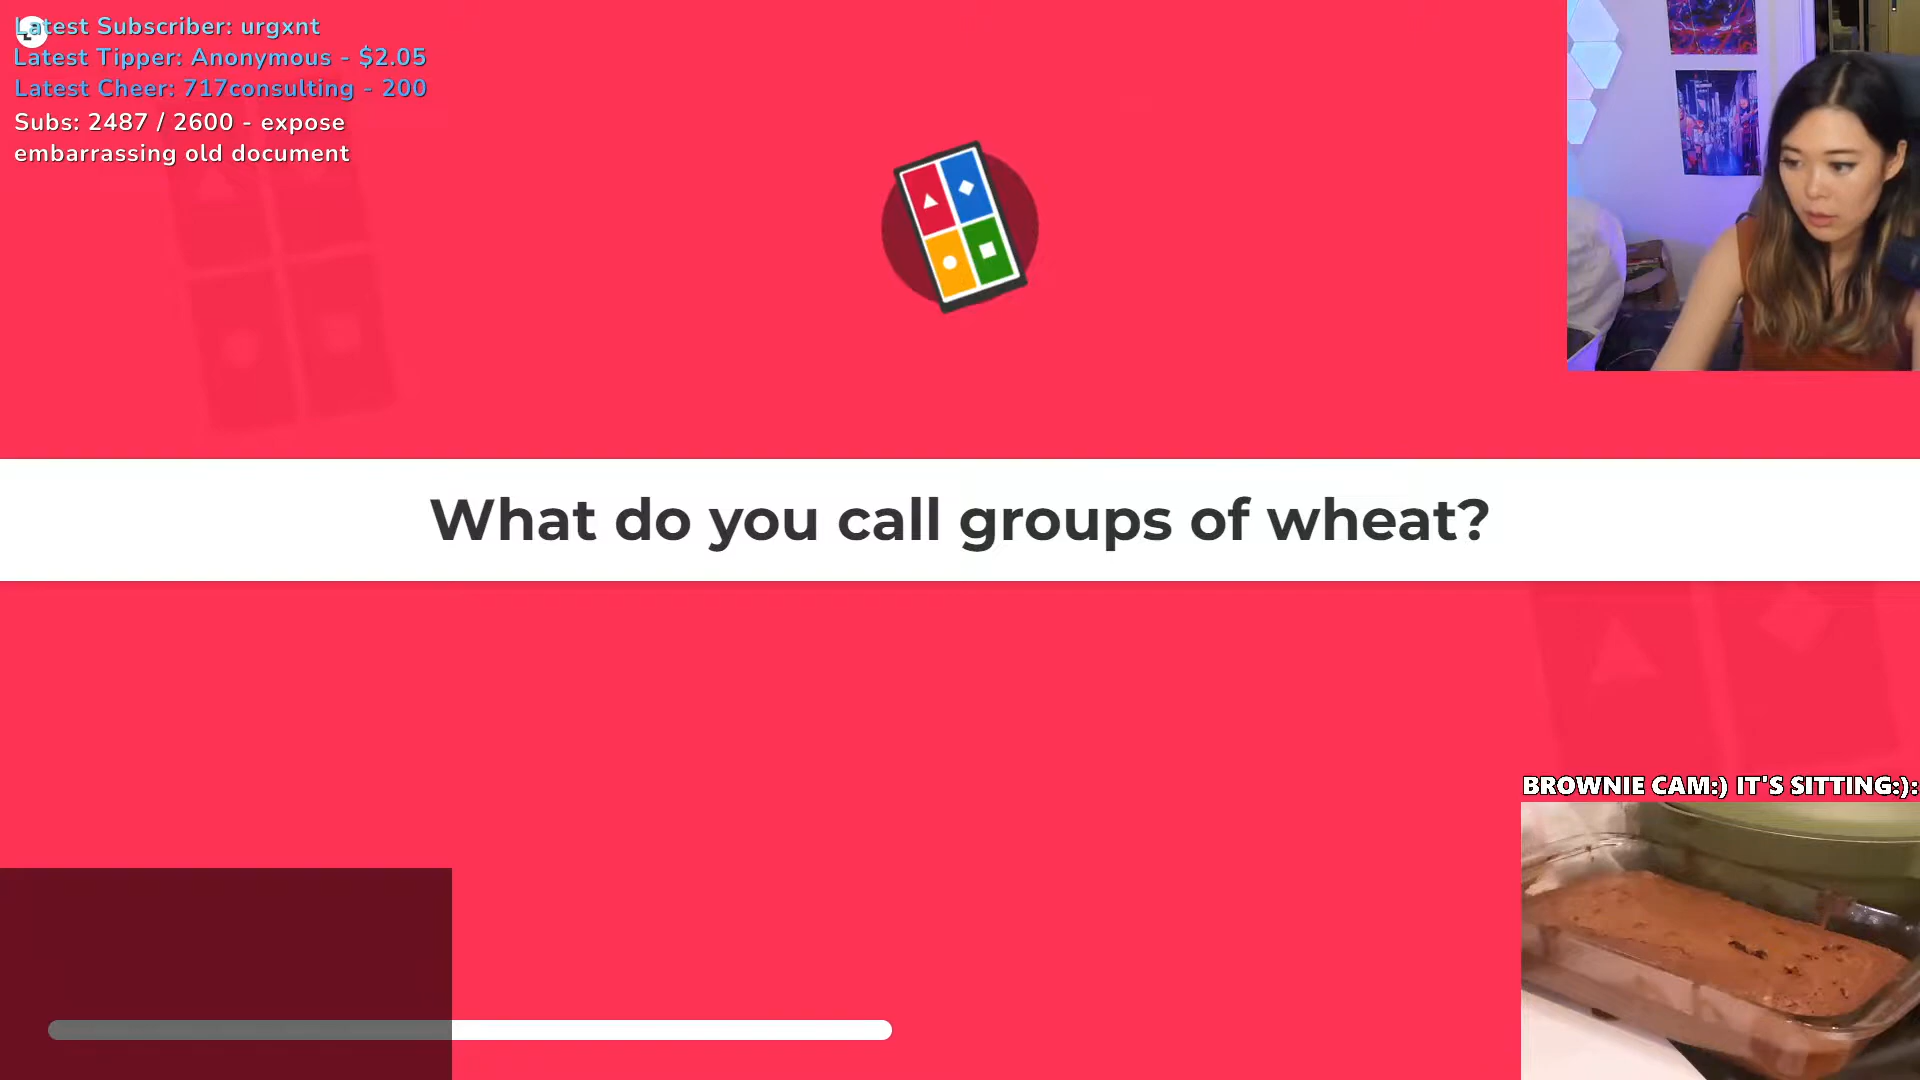 Latest Subscriber: urgxnt
Latest Tipper: Anonymous - $2.05
Latest Cheer: 717consulting - 200
Subs: 2487 / 2600 - expose
embarrassing old document
What do you call groups of wheat?
BROWNIE CAM:) IT'S SITTING:):